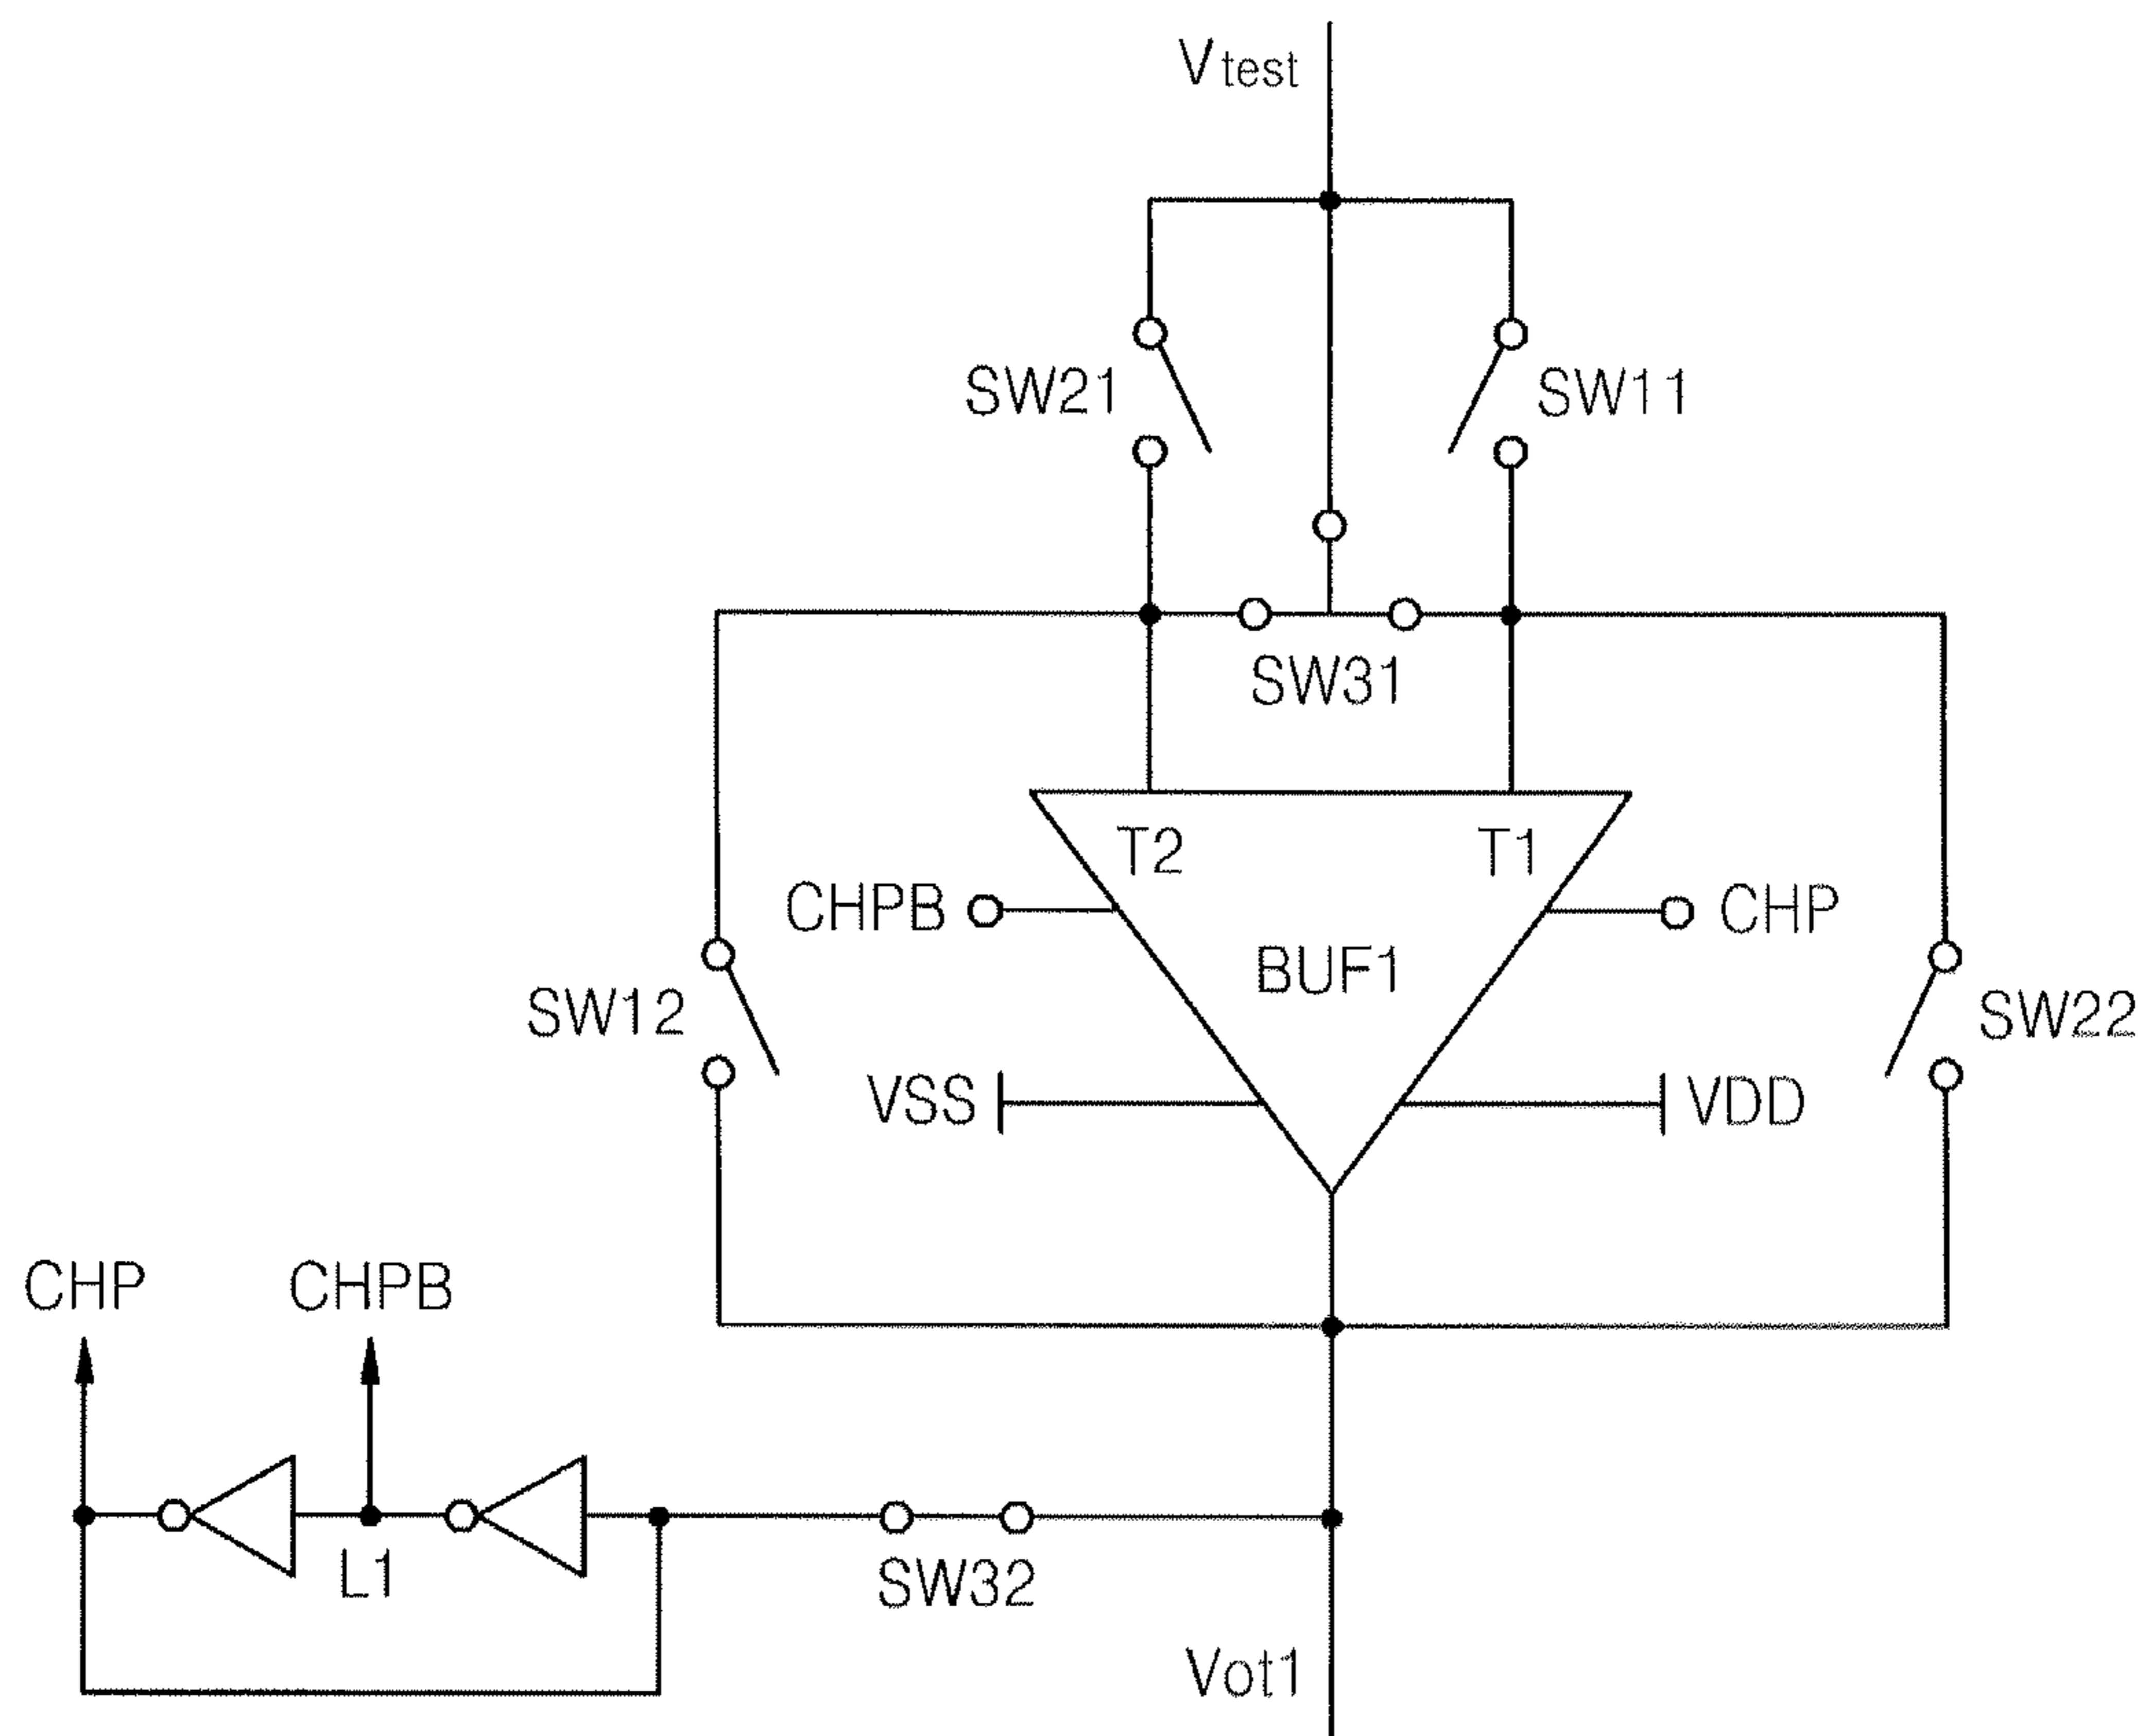 Vtest
SW21
SW11
SW31
T2
T1
CHPB
CHP
BUF1
SW12
SW22
VSS
VDD
CHP
CHPB
L1
SW32
Vot1